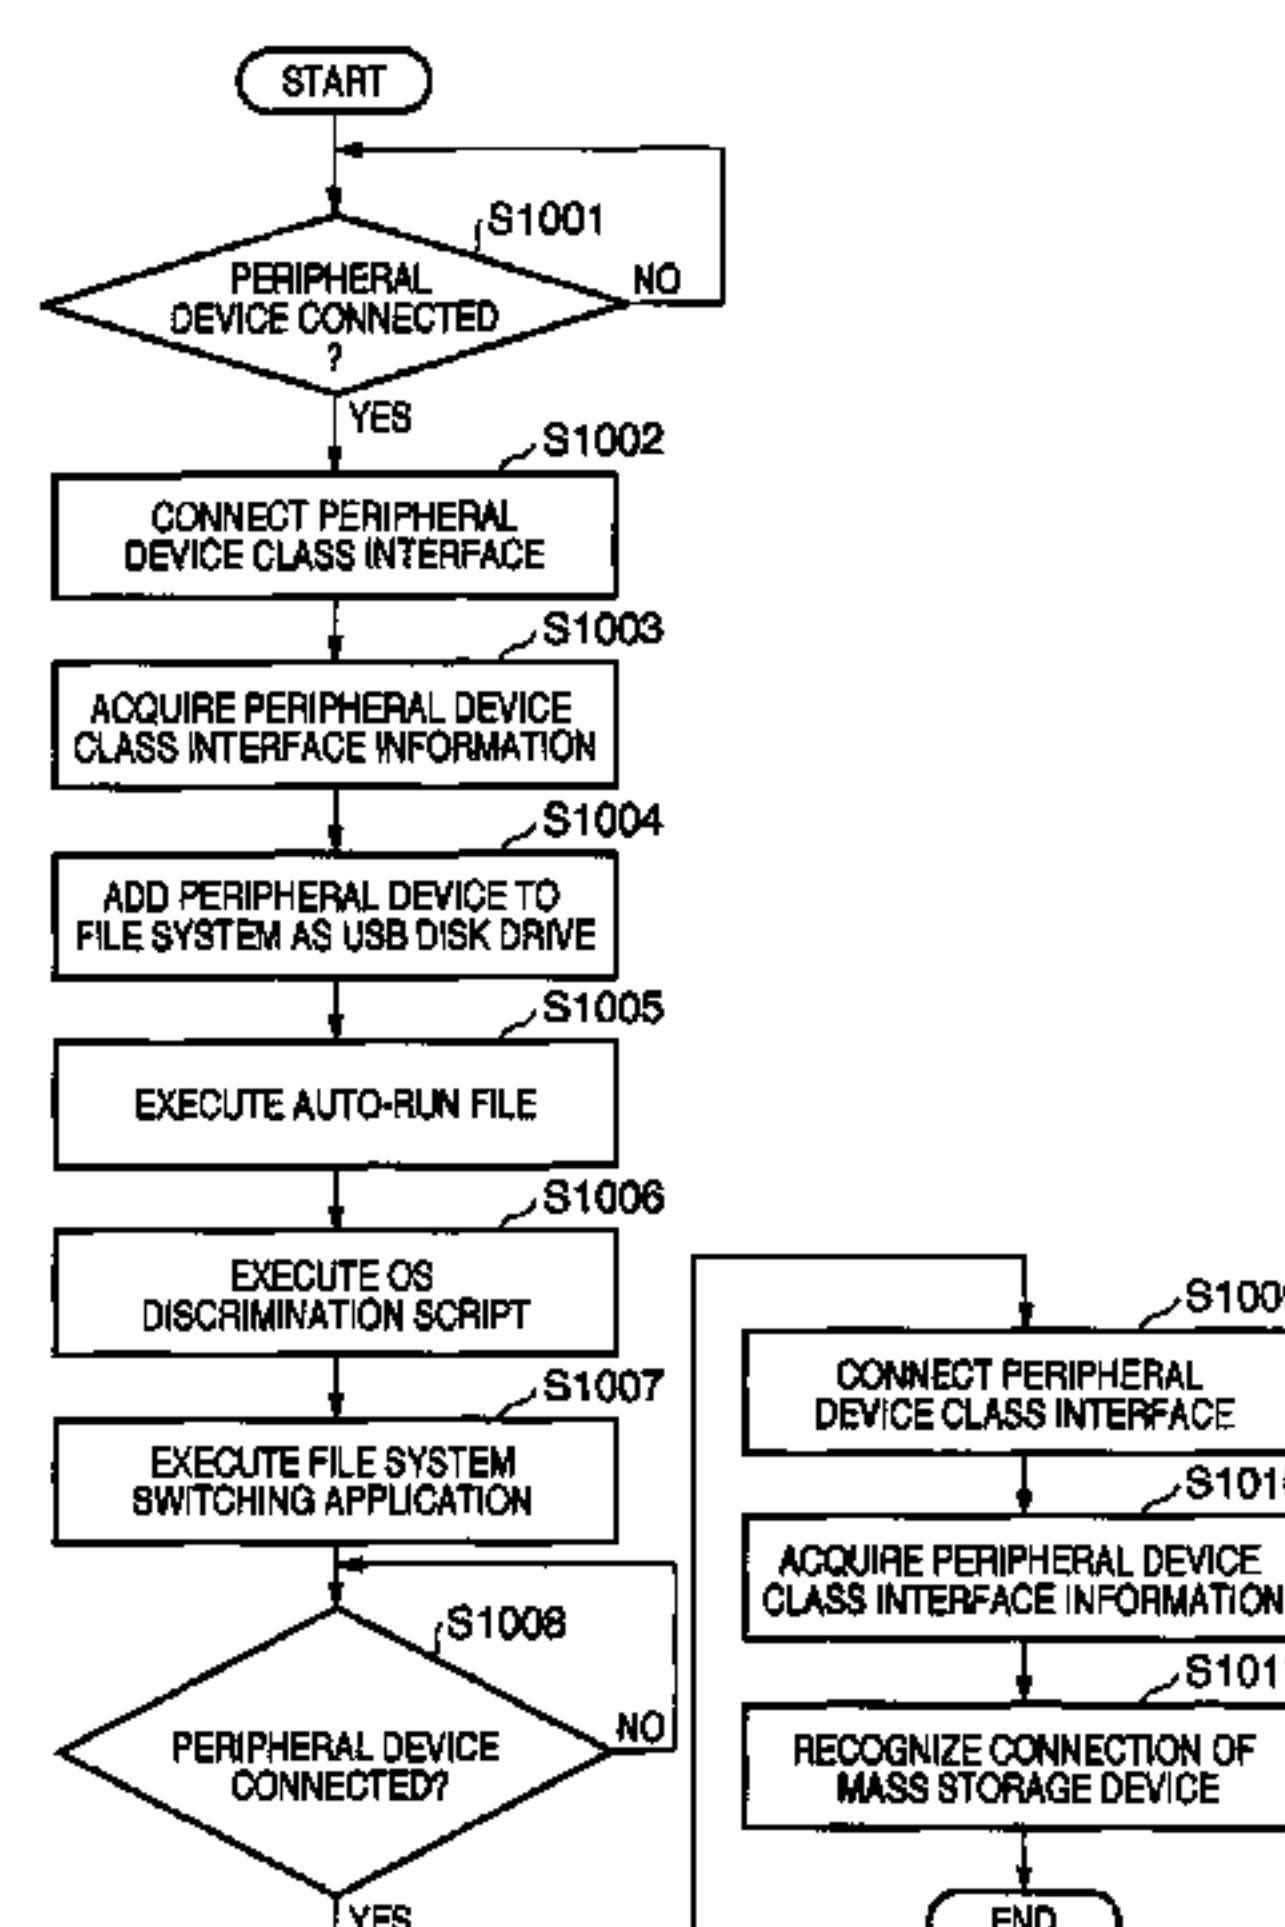 START
S1001
PERIPHERAL
DEVICE CONNECTED
?
NO
YES
S1002
CONNECT PERIPHERAL
DEVICE CLASS INTERFACE
S1003
ACQUIRE PERIPHERAL DEVICE
CLASS INTERFACE INFORMATION
S1004
ADD PERIPHERAL DEVICE TO
FILE SYSTEM AS USB DISK DRIVE
S1005
EXECUTE AUTO-RUN FILE
S1006
EXECUTE OS
DISCRIMINATION SCRIPT
S1007
EXECUTE FILE SYSTEM
SWITCHING APPLICATION
S1008
PERIPHERAL DEVICE
CONNECTED?
NO
YES
CONNECT PERIPHERAL
DEVICE CLASS INTERFACE
ACQUIRE PERIPHERAL DEVICE
CLASS INTERFACE INFORMATION
RECOGNIZE CONNECTION OF
MASS STORAGE DEVICE
END